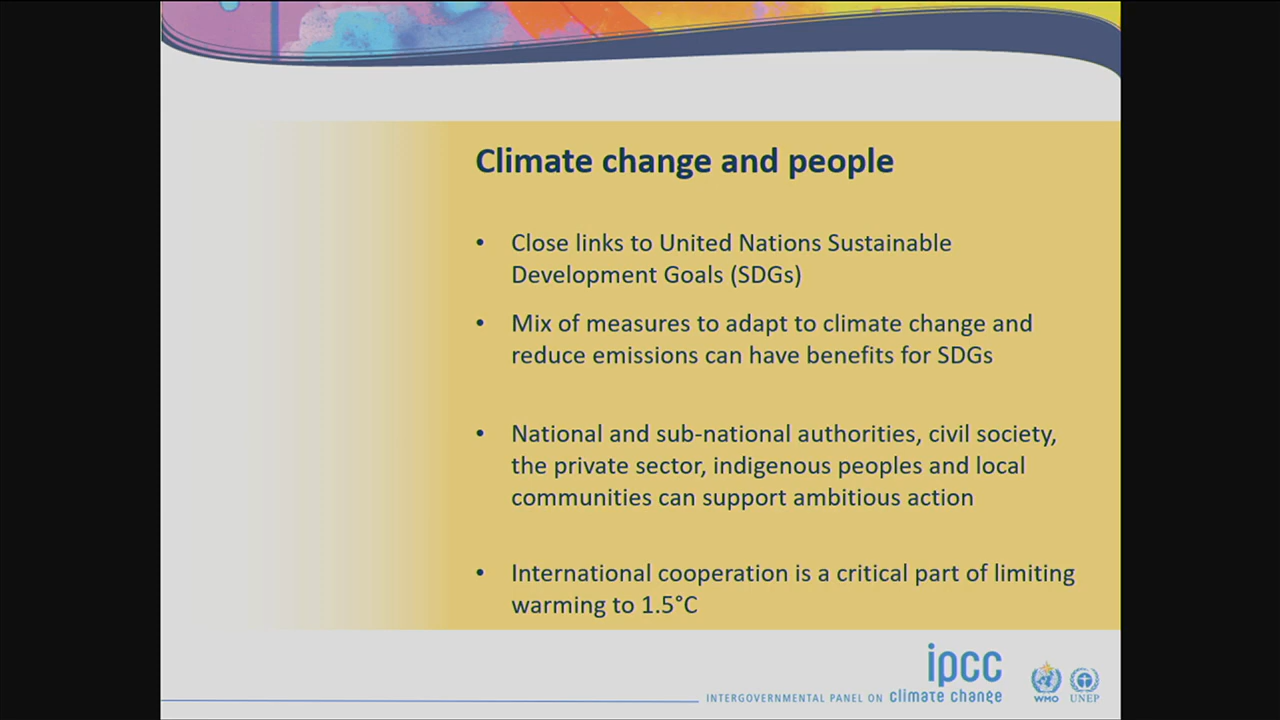 Climate change and people
• Close links to United Nations Sustainable
Development Goals (SDGs)
• Mix of measures to adapt to climate change and
reduce emissions can have benefits for SDGs
• National and sub-national authorities, civil society,
the private sector, indigenous peoples and local
communities can support ambitious action
• International cooperation is a critical part of limiting
warming to 1.5°C
ipcc
INTERGOVERNMENTAL PANEL ON climate change
WMO UNEP